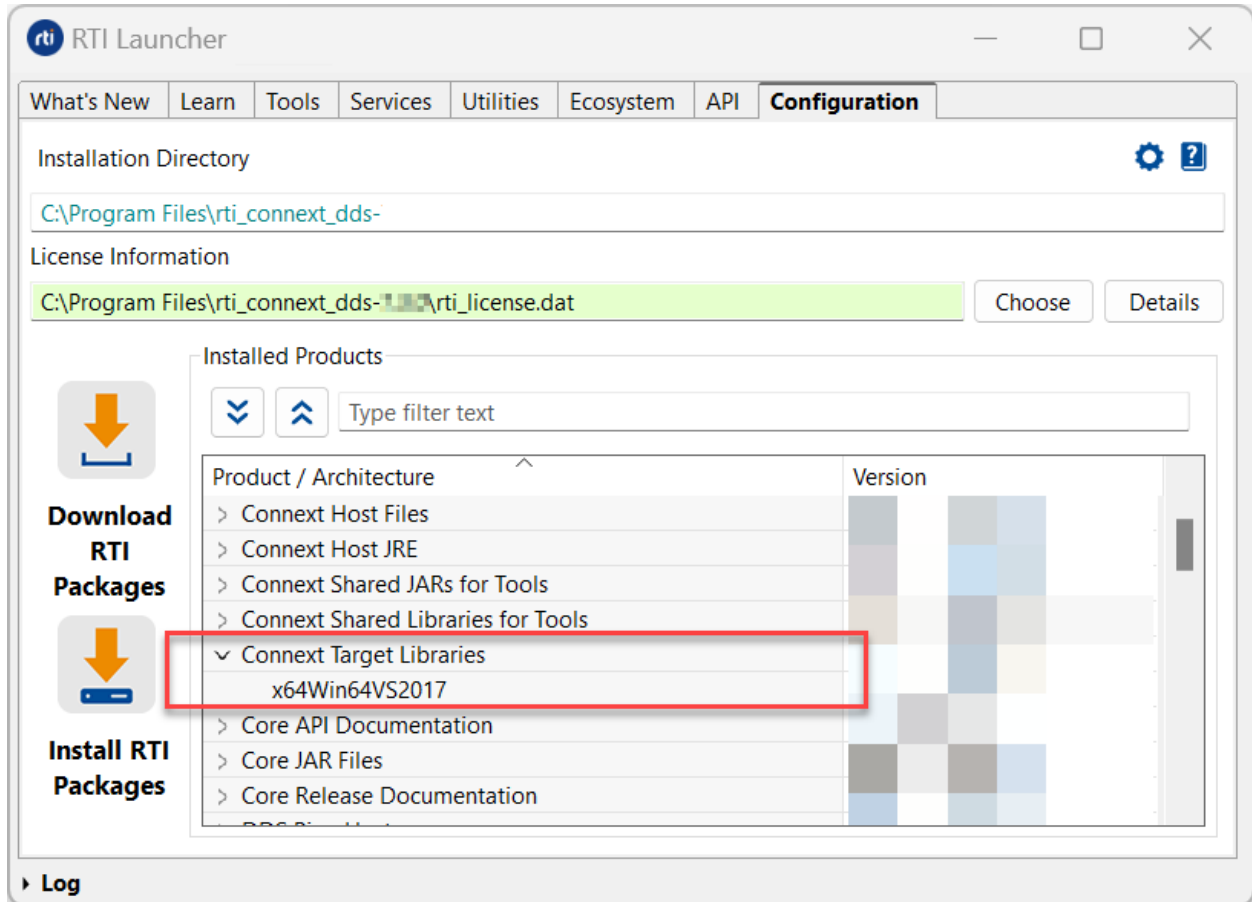 rti RTI Launcher
What's New Learn Tools Services Utilities Ecosystem API Configuration
Installation Directory
C:\Program Files\rti_connext_dds-
License Information
C:\Program Files\rti_connext_dds- \rti_license.dat Choose Details
Installed Products
Type filter text
Product / Architecture Version
Connext Host Files
Connext Host JRE
Connext Shared JARs for Tools
Connext Shared Libraries for Tools
Connext Target Libraries
x64Win64VS2017
Core API Documentation
Core JAR Files
Core Release Documentation
Download
RTI
Packages
Install RTI
Packages
Log